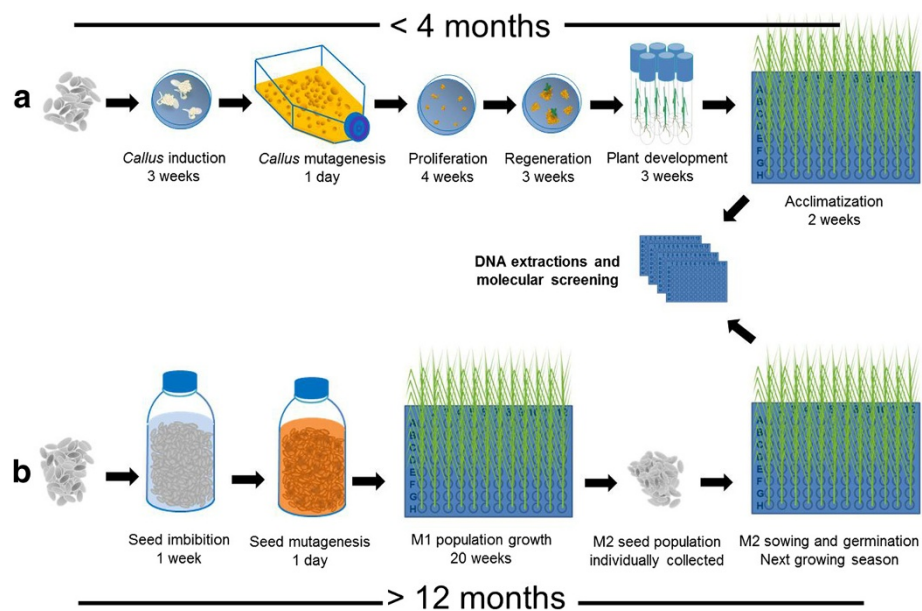 < 4 months
a
Callus induction
3 weeks
Callus mutagenesis
1 day
Proliferation
4 weeks
Regeneration
3 weeks
Plant development
3 weeks
Acclimatization
2 weeks
DNA extractions and
molecular screening
b
Seed imbibition
1 week
Seed mutagenesis
1 day
M1 population growth
20 weeks
M2 seed population
individually collected
M2 sowing and germination
Next growing season
> 12 months